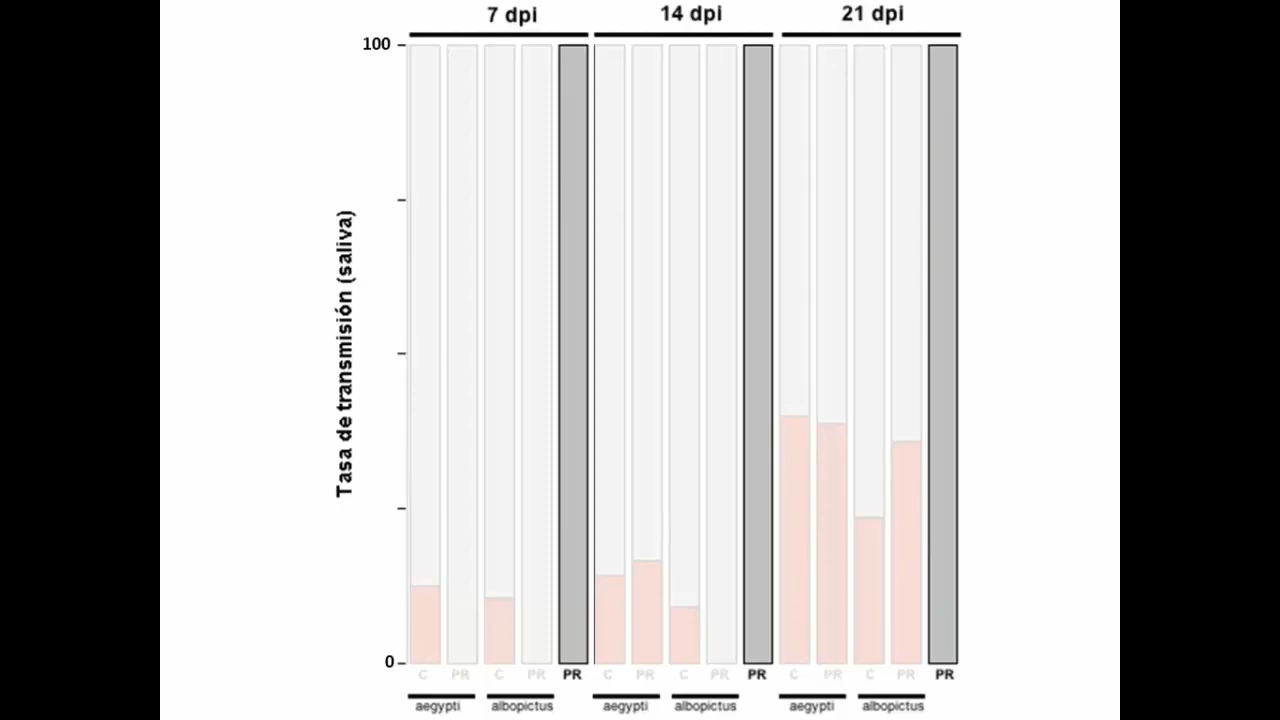 7 dpi 14 dpi 21 dpi
100
Tasa de transmisión (saliva)
0
C PR C PR PR C PR C PR PR C PR C PR PR
aegypti albopictus aegypti albopictus aegypti albopictus